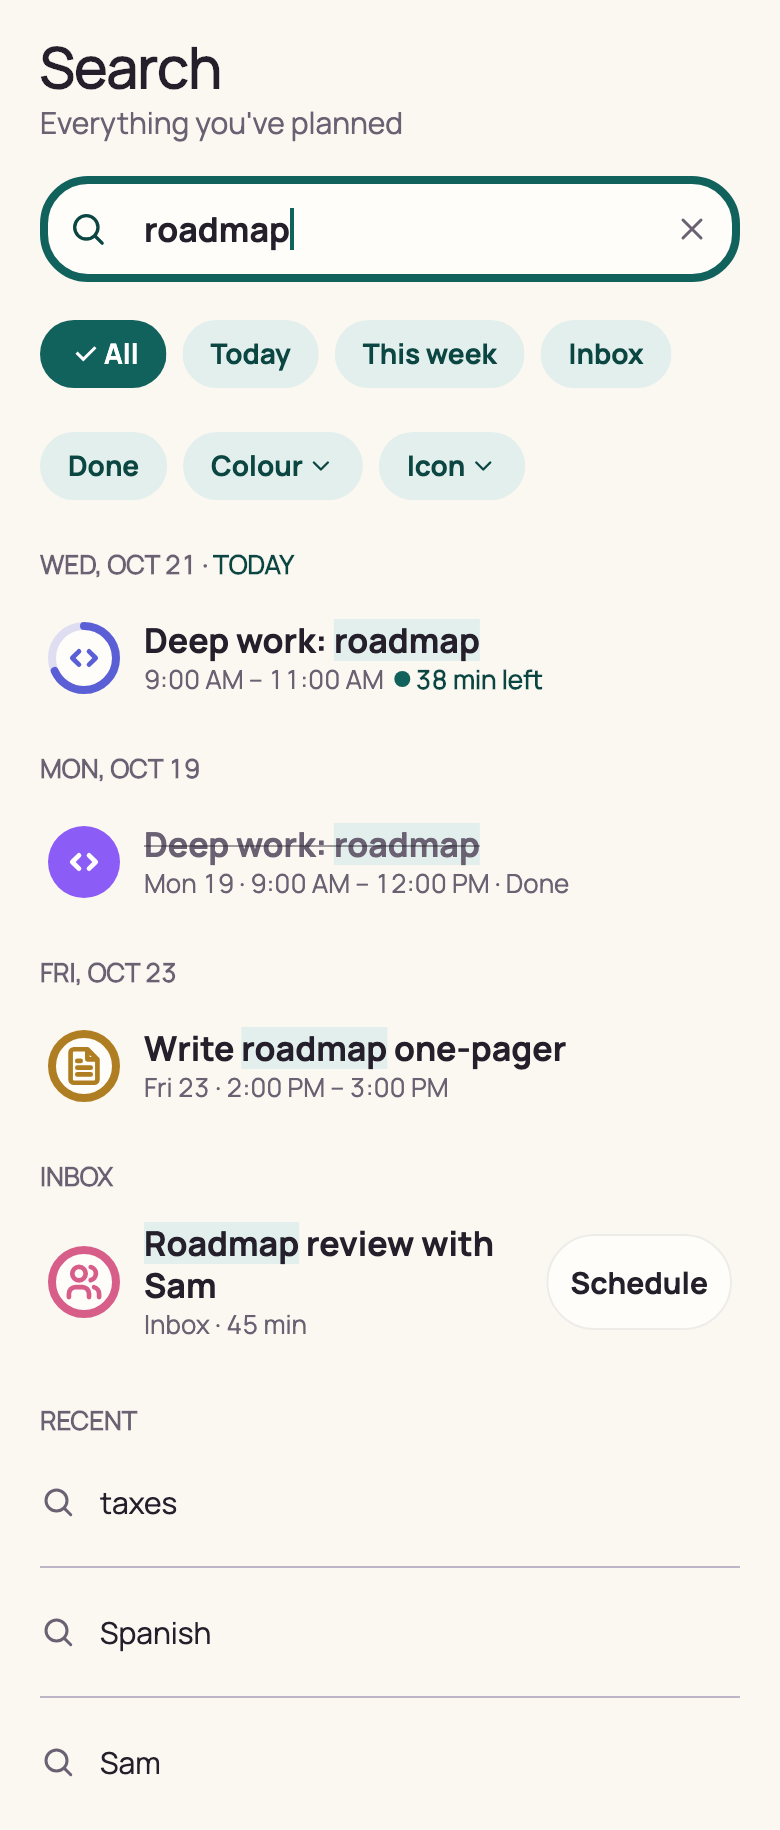 Search
Everything you've planned
roadmap
All
Today
This week
Inbox
Done
Colour
Icon
WED, OCT 21 · TODAY
Deep work: roadmap
9:00 AM – 11:00 AM ● 38 min left
MON, OCT 19
Deep work: roadmap
Mon 19 · 9:00 AM – 12:00 PM · Done
FRI, OCT 23
Write roadmap one-pager
Fri 23 · 2:00 PM – 3:00 PM
INBOX
Roadmap review with
Sam
Inbox · 45 min
Schedule
RECENT
taxes
Spanish
Sam